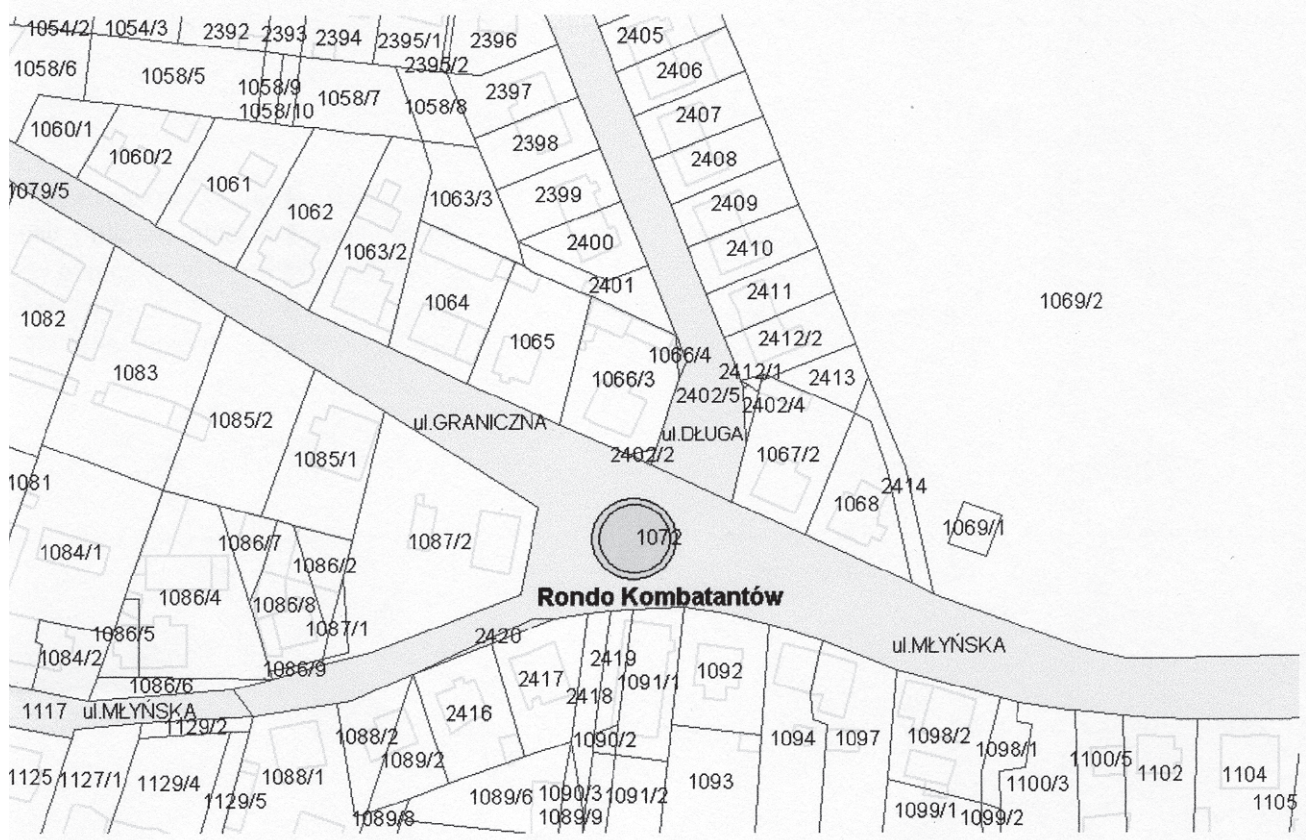 1054/2 1054/3 2392 2393 2394 2395/1 2396 2405
2395/2
1058/6 1058/5 1058/9 1058/7 1058/8 2397 2406
1058/10 2407
1060/1 1060/2 2398 2408
1079/5 1061 1062 1063/3 2399 2409
1063/2 2400 2410
2401 2411
1082 1064 1065 1069/2
1066/4 2412/2
1083 1066/3 2412/1 2413
2402/5 2402/4
1085/2 ul.GRANICZNA ul.DŁUGA
1085/1 2402/2 1067/2
1081 2414
1068
1084/1 1086/7 1087/2 1072 1069/1
1086/2
1086/4 1086/8 Rondo Kombatantów
1086/5 1087/1 2420 ul.MŁYŃSKA
1084/2 1086/9 2419 1092
1086/6 2417 2418 1091/1
1117 ul.MŁYŃSKA 2416
1129/2 1088/2 1090/2 1094 1097 1098/2 1098/1
1089/2 1100/5
1125 1127/1 1129/4 1088/1 1093 1100/3 1102 1104
1129/5 1089/6 1090/3 1091/2 1105
1089/8 1089/9 1099/1 1099/2